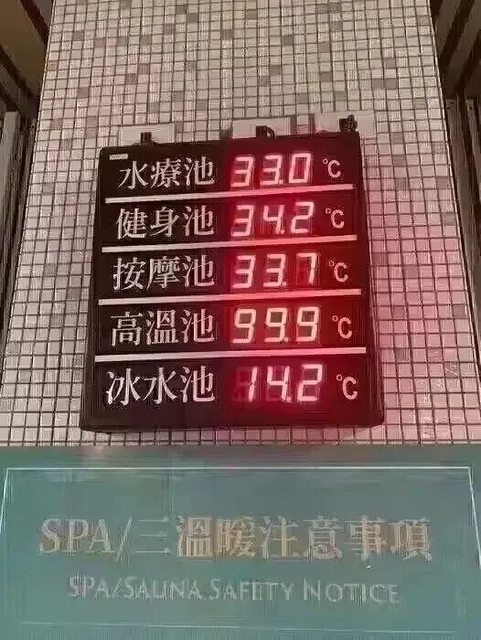 水療池 33.0 ℃
健身池 34.2 ℃
按摩池 33.7 ℃
高溫池 99.9 ℃
冰水池 14.2 ℃
SPA/三溫暖注意事項
SPA/SAUNA SAFETY NOTICE